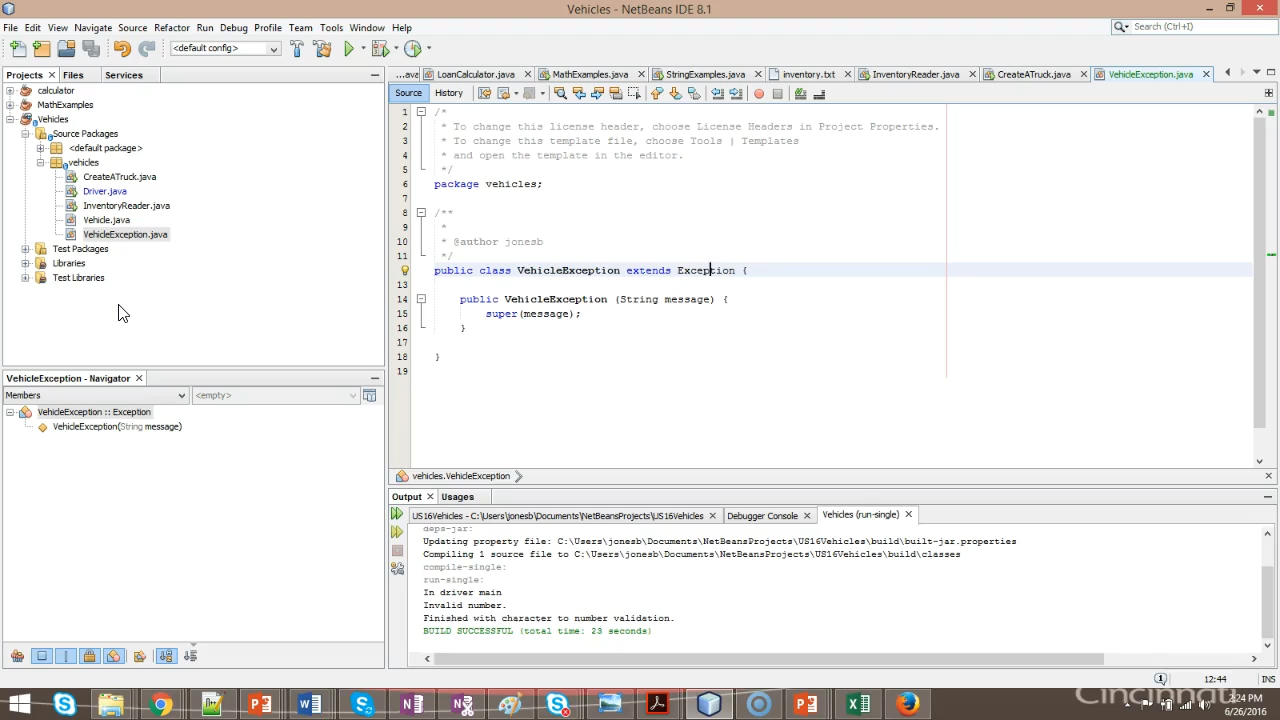 Vehicles - NetBeans IDE 8.1
File Edit View Navigate Source Refactor Run Debug Profile Team Tools Window Help
Search (Ctrl+I)
<default config>
Projects Files Services
...ava LoanCalculator.java MathExamples.java StringExamples.java inventory.txt InventoryReader.java CreateATruck.java VehicleException.java
Source History
calculator
MathExamples
Vehicles
Source Packages
<default package>
vehicles
CreateATruck.java
Driver.java
InventoryReader.java
Vehicle.java
VehicleException.java
Test Packages
Libraries
Test Libraries
1 /*
2 * To change this license header, choose License Headers in Project Properties.
3 * To change this template file, choose Tools | Templates
4 * and open the template in the editor.
5 */
6 package vehicles;
7
8 /**
9 *
10 * @author jonesb
11 */
public class VehicleException extends Exception {
13
14 public VehicleException (String message) {
15 super(message);
16 }
17
18 }
19
VehicleException - Navigator
Members <empty>
VehicleException :: Exception
VehicleException(String message)
vehicles.VehicleException
Output Usages
US16Vehicles - C:\Users\jonesb\Documents\NetBeansProjects\US16Vehicles Debugger Console Vehicles (run-single)
deps-jar:
Updating property file: C:\Users\jonesb\Documents\NetBeansProjects\US16Vehicles\build\built-jar.properties
Compiling 1 source file to C:\Users\jonesb\Documents\NetBeansProjects\US16Vehicles\build\classes
compile-single:
run-single:
In driver main
Invalid number.
Finished with character to number validation.
BUILD SUCCESSFUL (total time: 23 seconds)
12:44 INS
Cincinnati
2:24 PM
6/26/2016